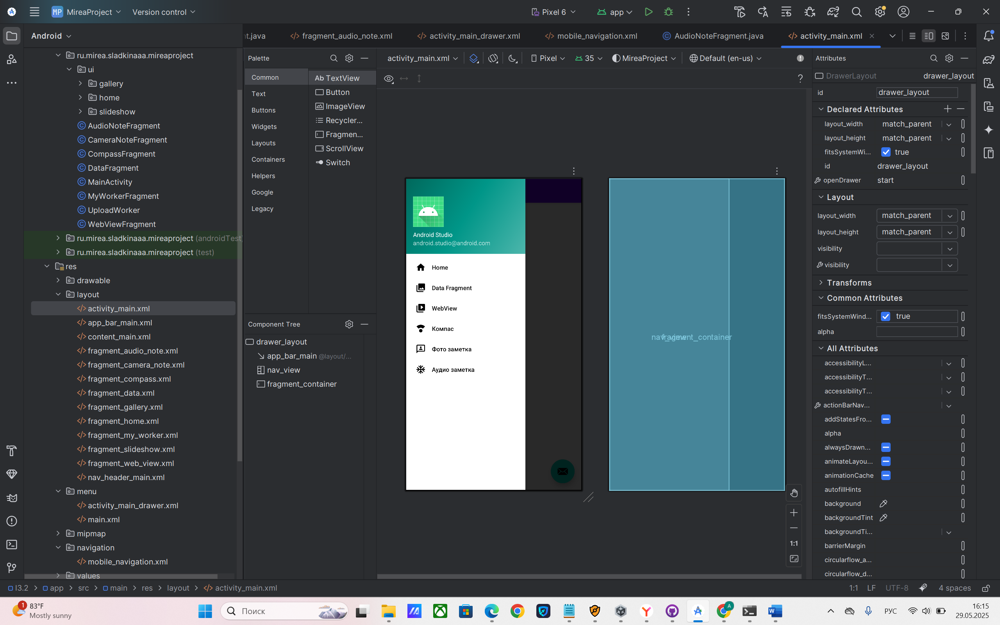 MP MireaProject
Version control
Pixel 6
app
Android
nt.java
fragment_audio_note.xml
activity_main_drawer.xml
mobile_navigation.xml
AudioNoteFragment.java
activity_main.xml
ru.mirea.sladkinaaa.mireaproject
ui
gallery
home
slideshow
AudioNoteFragment
CameraNoteFragment
CompassFragment
DataFragment
MainActivity
MyWorkerFragment
UploadWorker
WebViewFragment
ru.mirea.sladkinaaa.mireaproject (androidTest)
ru.mirea.sladkinaaa.mireaproject (test)
res
drawable
layout
activity_main.xml
app_bar_main.xml
content_main.xml
fragment_audio_note.xml
fragment_camera_note.xml
fragment_compass.xml
fragment_data.xml
fragment_gallery.xml
fragment_home.xml
fragment_my_worker.xml
fragment_slideshow.xml
fragment_web_view.xml
nav_header_main.xml
menu
activity_main_drawer.xml
main.xml
mipmap
navigation
mobile_navigation.xml
values
Palette
Common
Text
Buttons
Widgets
Layouts
Containers
Helpers
Google
Legacy
Ab TextView
Button
ImageView
Recycler...
Fragmen...
ScrollView
Switch
Component Tree
drawer_layout
app_bar_main @layout/...
nav_view
fragment_container
activity_main.xml
Pixel
35
MireaProject
Default (en-us)
?
Android Studio
android.studio@android.com
Home
Data Fragment
WebView
Компас
Фото заметка
Аудио заметка
nav_view
fragment_container
1:1
Attributes
DrawerLayout drawer_layout
id drawer_layout
Declared Attributes
layout_width match_parent
layout_height match_parent
fitsSystemWi... true
id drawer_layout
openDrawer start
Layout
layout_width match_parent
layout_height match_parent
visibility
visibility
Transforms
Common Attributes
fitsSystemWind... true
alpha
All Attributes
accessibilityL...
accessibilityT...
accessibilityT...
actionBarNav...
addStatesFro...
alpha
alwaysDrawn...
animateLayou...
animationCache
autofillHints
background
backgroundTint
backgroundTi...
barrierMargin
circularflow_a...
circularflow_d...
I3.2 > app > src > main > res > layout > activity_main.xml
1:1 LF UTF-8 4 spaces
1
83°F
Mostly sunny
Поиск
A
РУС
16:15
29.05.2025